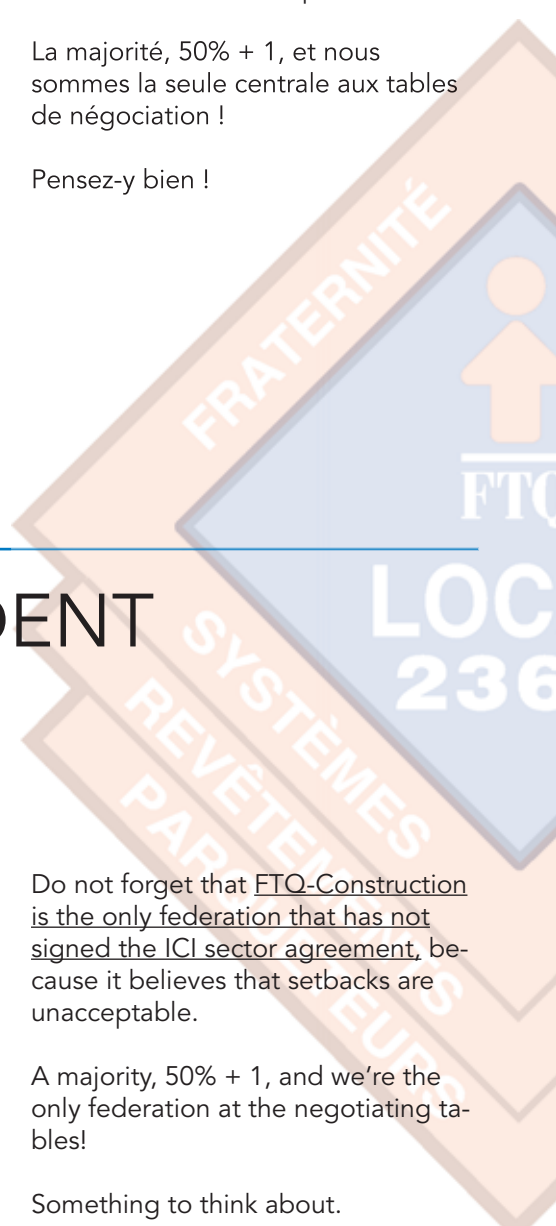 La majorité, 50% + 1, et nous
sommes la seule centrale aux tables
de négociation !
Pensez-y bien !
FRATERNITÉ
FTQ
LOC
236
DENT
SYSTÈMES
REVÊTEMENTS
PARQUETEURS
Do not forget that FTQ-Construction
is the only federation that has not
signed the ICI sector agreement, be-
cause it believes that setbacks are
unacceptable.
A majority, 50% + 1, and we're the
only federation at the negotiating ta-
bles!
Something to think about.